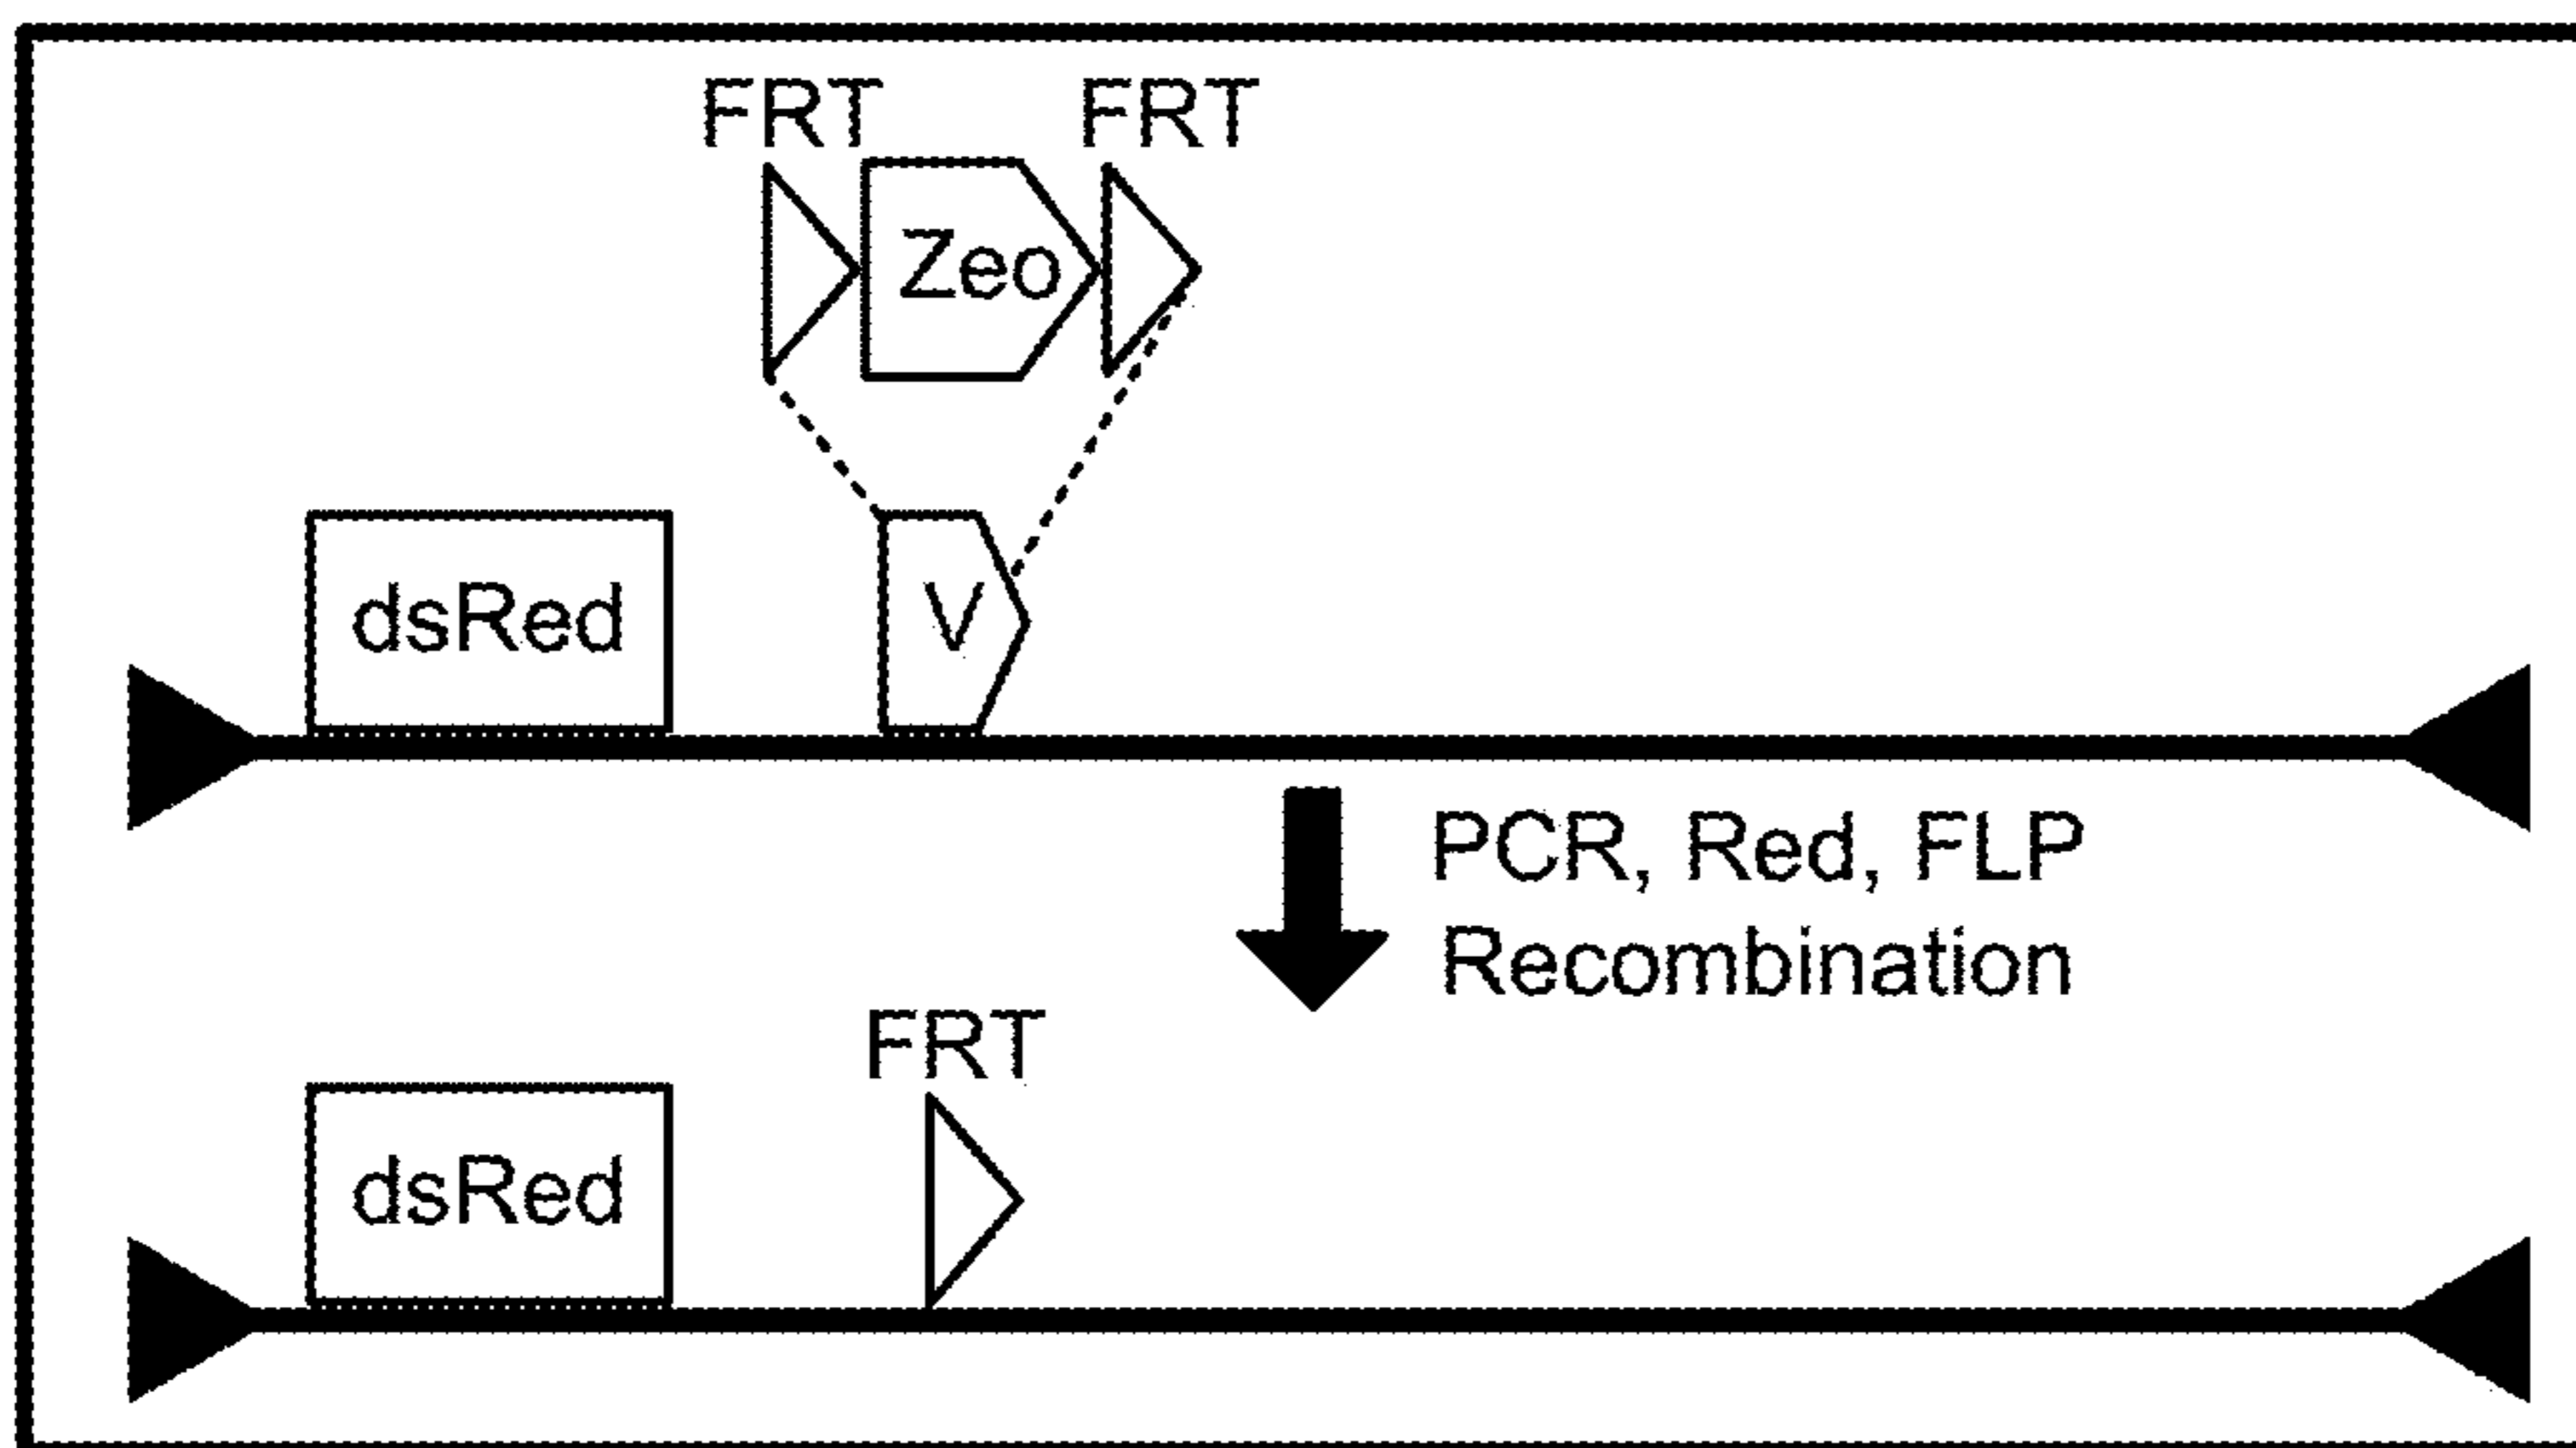 FRT FRT
Zeo
dsRed V
PCR, Red, FLP
Recombination
FRT
dsRed